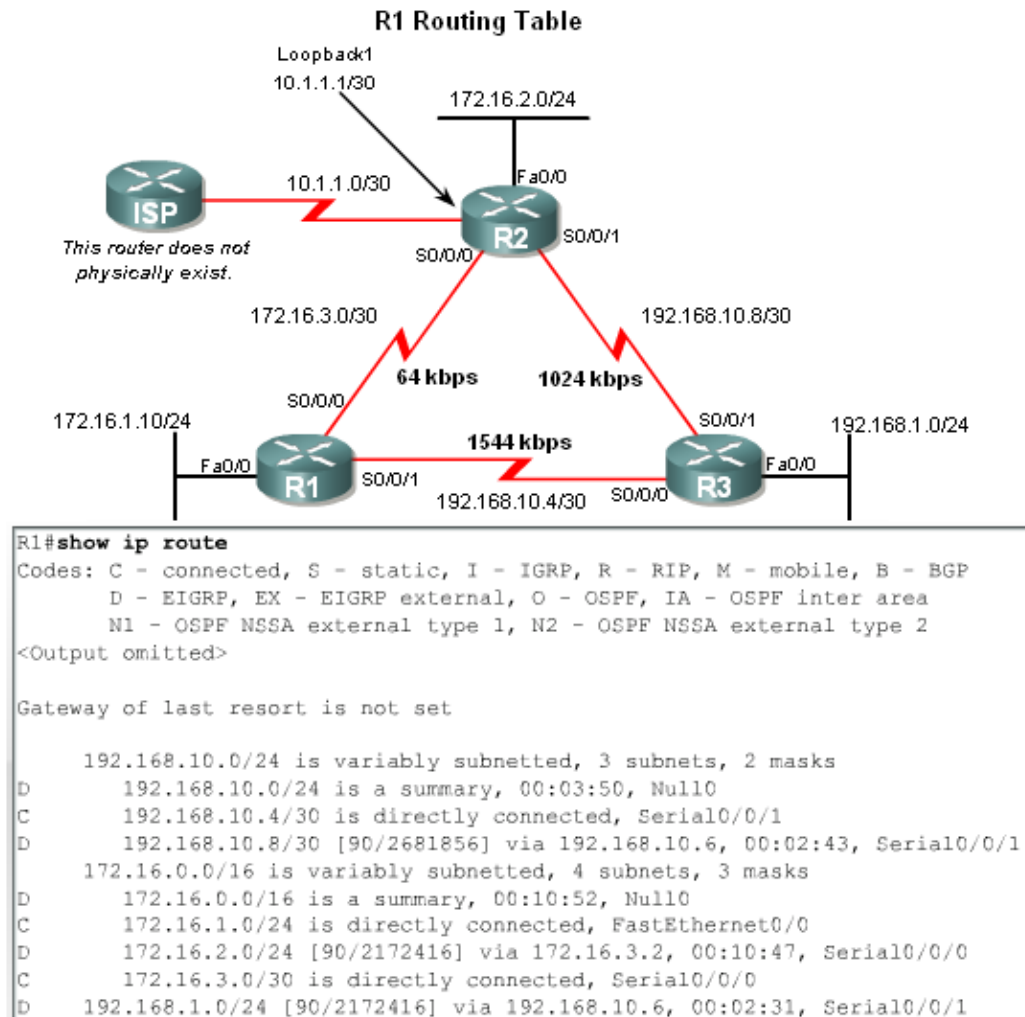 R1 Routing Table
Loopback1
10.1.1.1/30
172.16.2.0/24
10.1.1.0/30
Fa0/0
ISP
R2
S0/0/1
This router does not
physically exist.
S0/0/0
172.16.3.0/30
192.168.10.8/30
64 kbps
1024 kbps
S0/0/0
172.16.1.10/24
S0/0/1
192.168.1.0/24
1544 kbps
Fa0/0
R1
S0/0/1
192.168.10.4/30
S0/0/0
R3
Fa0/0
R1#show ip route
Codes: C - connected, S - static, I - IGRP, R - RIP, M - mobile, B - BGP
D - EIGRP, EX - EIGRP external, O - OSPF, IA - OSPF inter area
N1 - OSPF NSSA external type 1, N2 - OSPF NSSA external type 2
<Output omitted>
Gateway of last resort is not set
192.168.10.0/24 is variably subnetted, 3 subnets, 2 masks
D 192.168.10.0/24 is a summary, 00:03:50, Null0
C 192.168.10.4/30 is directly connected, Serial0/0/1
D 192.168.10.8/30 [90/2681856] via 192.168.10.6, 00:02:43, Serial0/0/1
172.16.0.0/16 is variably subnetted, 4 subnets, 3 masks
D 172.16.0.0/16 is a summary, 00:10:52, Null0
C 172.16.1.0/24 is directly connected, FastEthernet0/0
D 172.16.2.0/24 [90/2172416] via 172.16.3.2, 00:10:47, Serial0/0/0
C 172.16.3.0/30 is directly connected, Serial0/0/0
D 192.168.1.0/24 [90/2172416] via 192.168.10.6, 00:02:31, Serial0/0/1